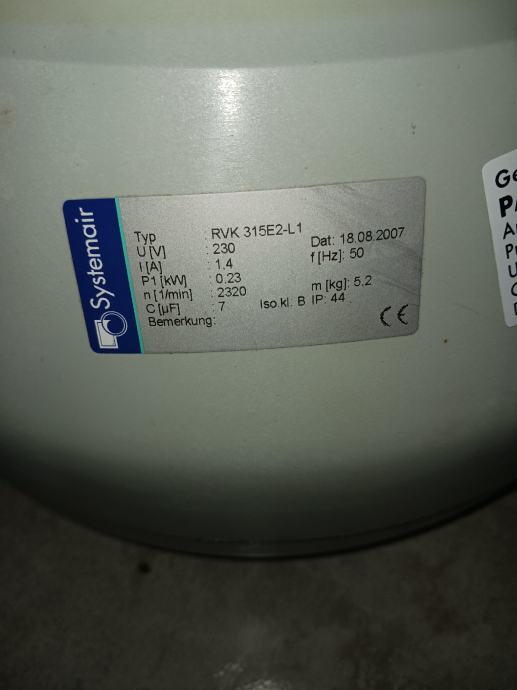 Systemair
Typ : RVK 315E2-L1
U [V] : 230 Dat: 18.08.2007
I [A] : 1.4 f [Hz]: 50
P1 [kW] : 0.23
n [1/min] : 2320 m [kg]: 5.2
C [µF] : 7 Iso.kl. B IP: 44
Bemerkung:
CE